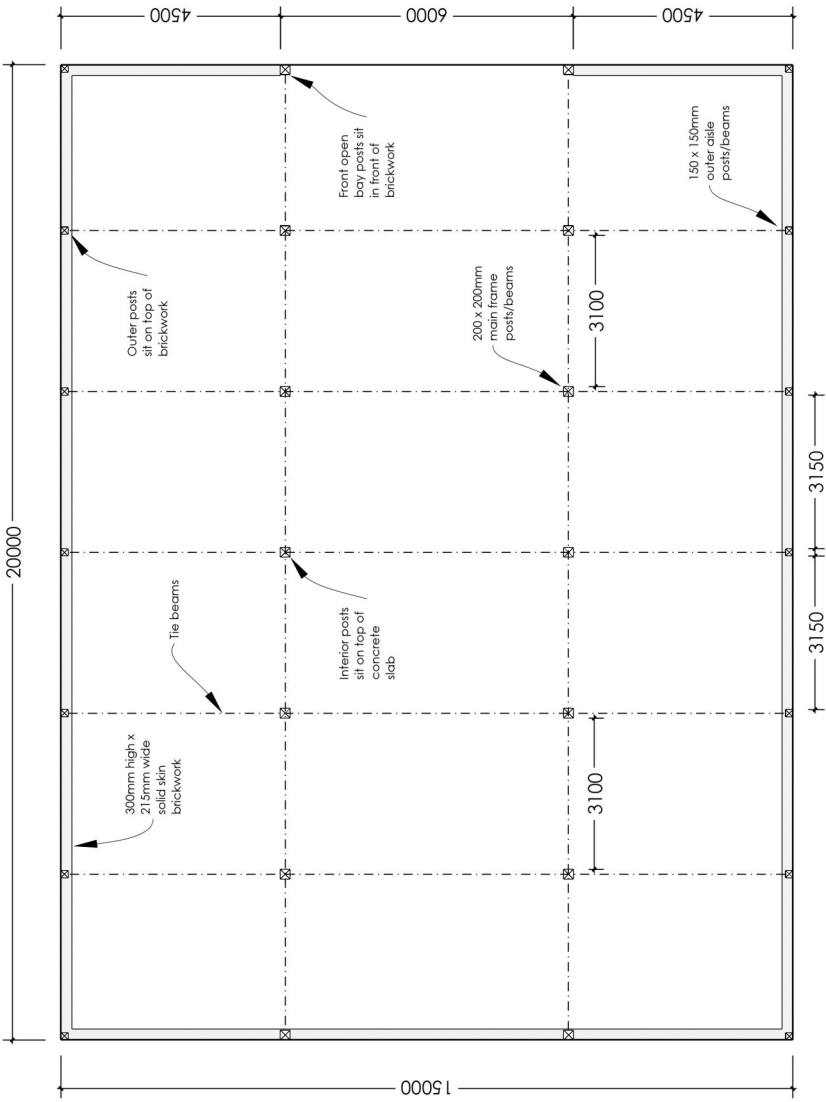 20000
15000
4500
6000
4500
300mm high x
215mm wide
solid skin
brickwork
Tie beams
Outer posts
sit on top of
brickwork
Interior posts
sit on top of
concrete
slab
Front open
bay posts sit
in front of
brickwork
200 x 200mm
main frame
posts/beams
150 x 150mm
outer aisle
posts/beams
3100
3100
3150
3150